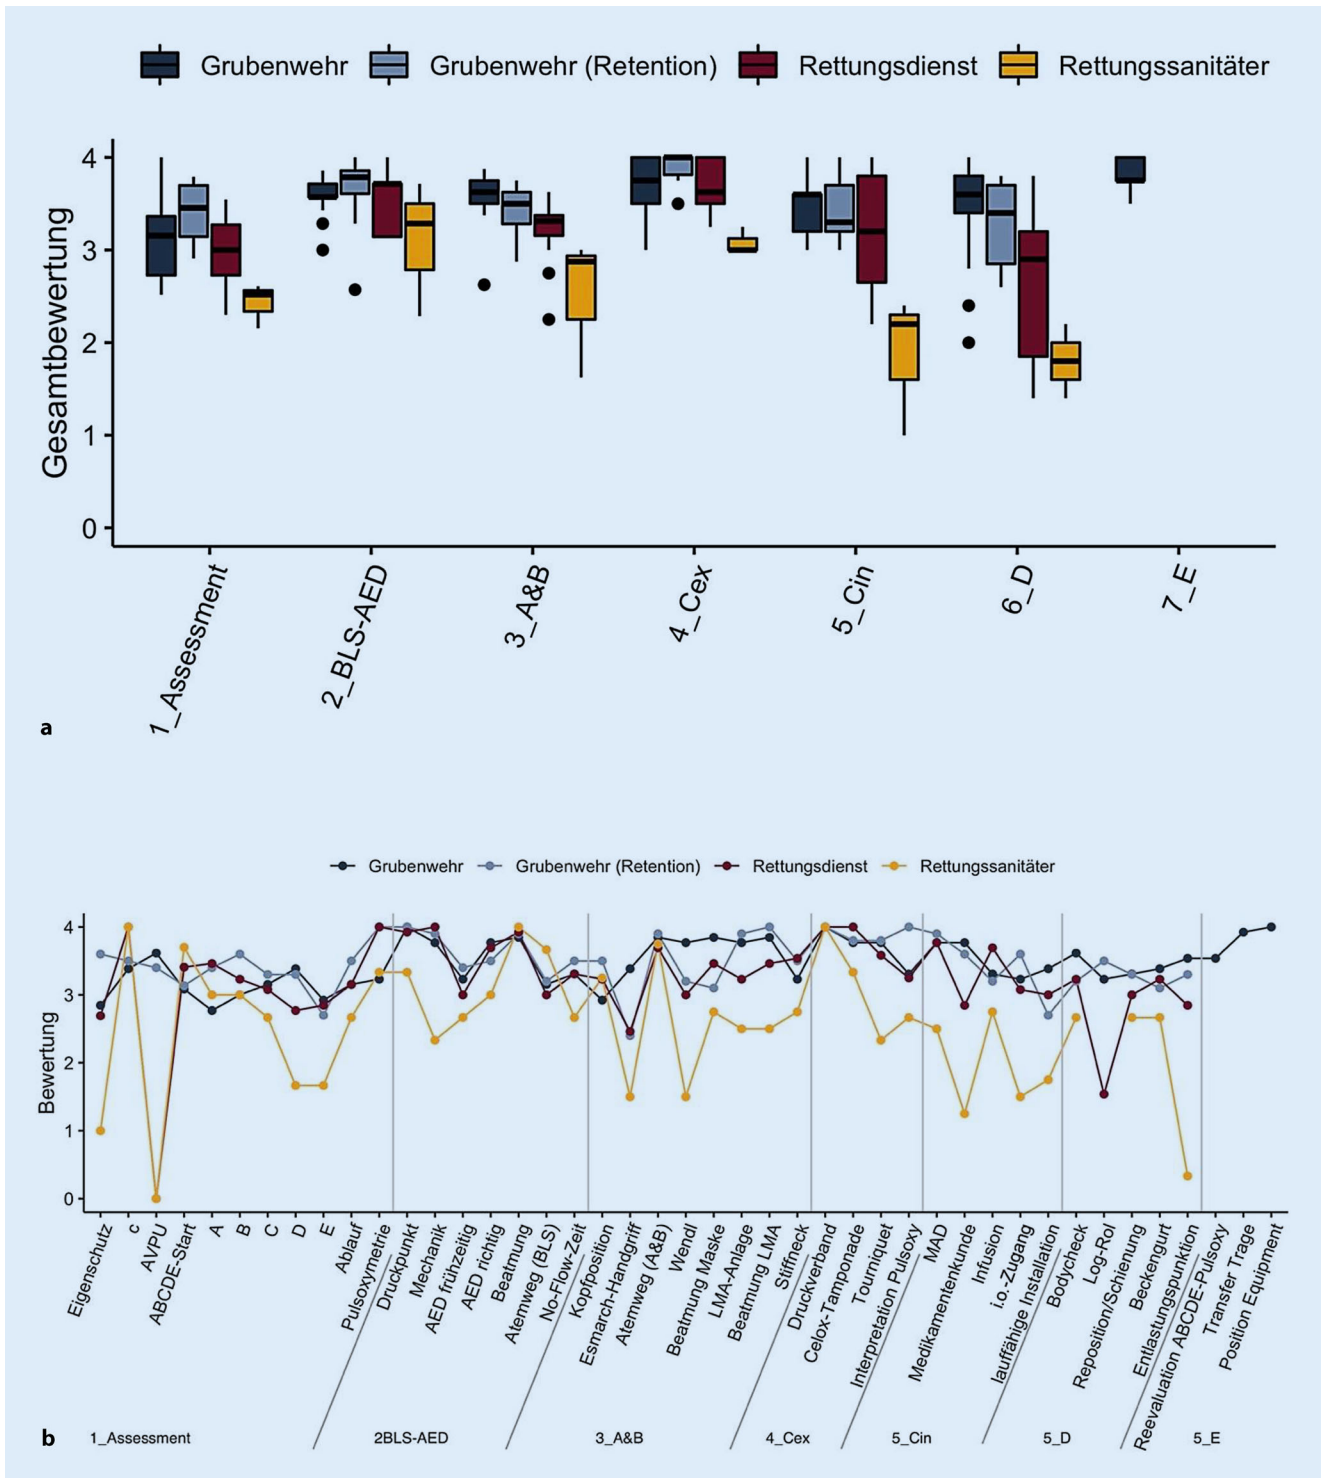 Grubenwehr Grubenwehr (Retention) Rettungsdienst Rettungssanitäter
Gesamtbewertung
4
3
2
1
0
1_Assessment
2_BLS-AED
3_A&B
4_Cex
5_Cin
6_D
7_E
a
Grubenwehr Grubenwehr (Retention) Rettungsdienst Rettungssanitäter
Bewertung
4
3
2
1
0
Eigenschutz
c
AVPU
ABCDE-Start
A
B
C
D
E
Ablauf
Pulsoxymetrie
Druckpunkt
Mechanik
AED frühzeitig
AED richtig
Beatmung
Atemweg (BLS)
No-Flow-Zeit
Kopfposition
Esmarch-Handgriff
Atemweg (A&B)
Wendl
Beatmung Maske
LMA-Anlage
Beatmung LMA
Stiffneck
Druckverband
Celox-Tamponade
Tourniquet
Interpretation Pulsoxy
MAD
Medikamentenkunde
Infusion
i.o.-Zugang
lauffähige Installation
Bodycheck
Log-Rol
Reposition/Schienung
Beckengurt
Entlastungspunktion
Reevaluation ABCDE-Pulsoxy
Transfer Trage
Position Equipment
b
1_Assessment
2BLS-AED
3_A&B
4_Cex
5_Cin
5_D
5_E